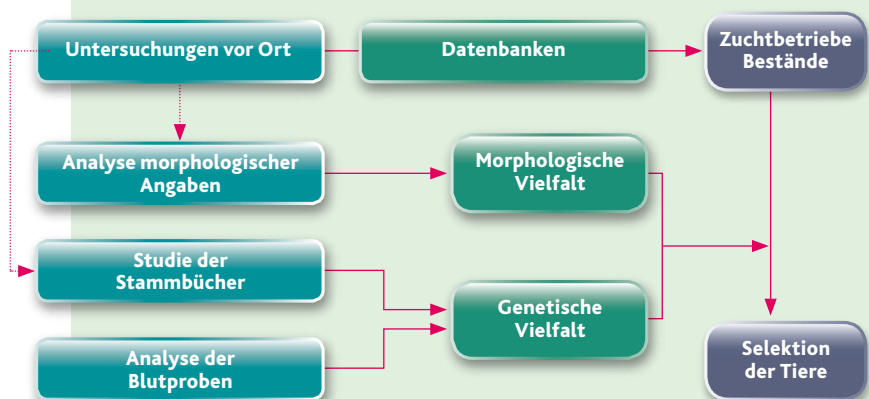 Untersuchungen vor Ort
Datenbanken
Zuchtbetriebe
Bestände
Analyse morphologischer
Angaben
Morphologische
Vielfalt
Studie der
Stammbücher
Genetische
Vielfalt
Analyse der
Blutproben
Selektion
der Tiere